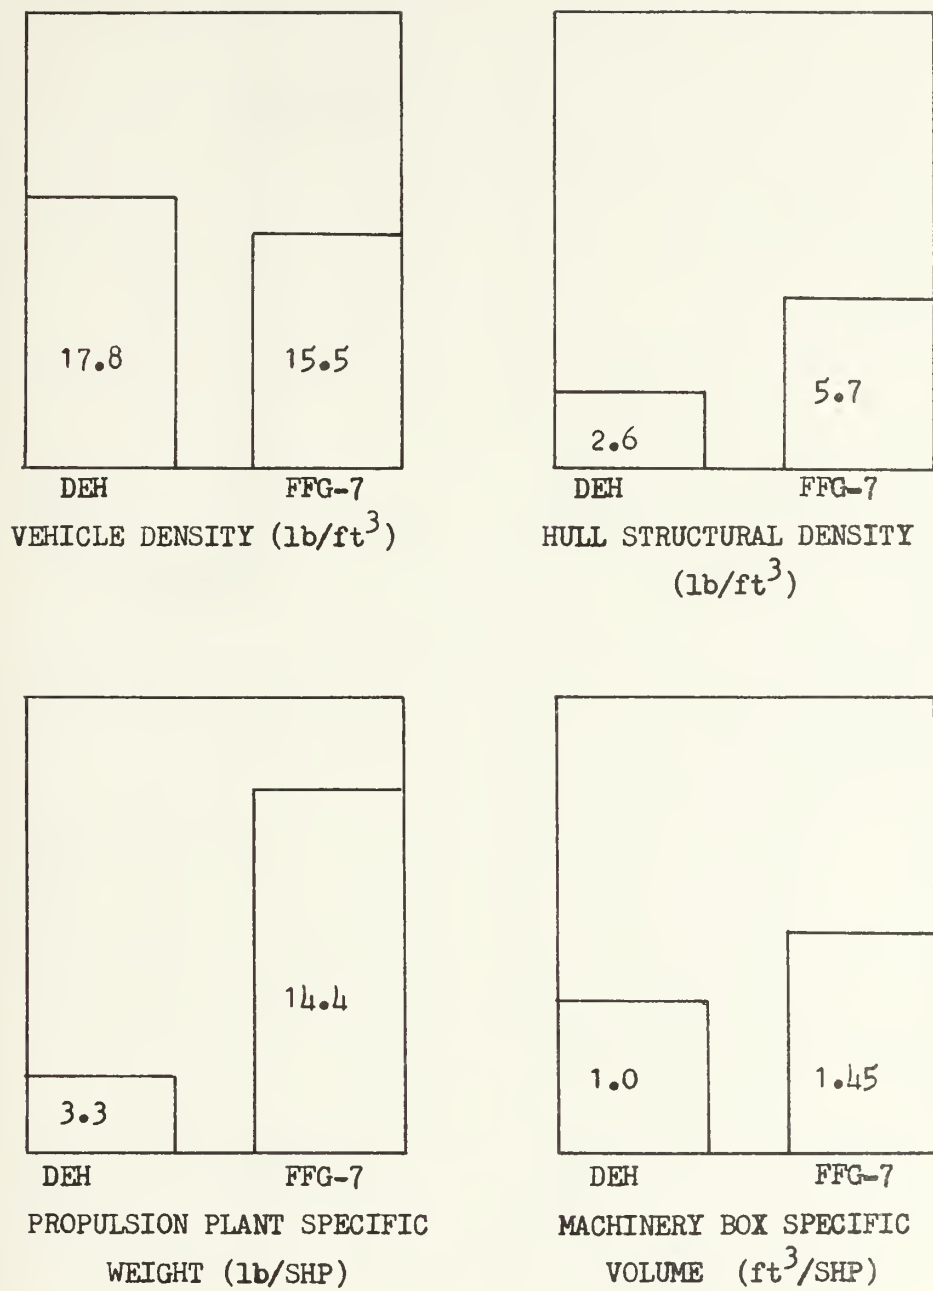 17.8
15.5
DEH
FFG-7
VEHICLE DENSITY (lb/ft³)
2.6
5.7
DEH
FFG-7
HULL STRUCTURAL DENSITY
(lb/ft³)
3.3
14.4
DEH
FFG-7
PROPULSION PLANT SPECIFIC
WEIGHT (lb/SHP)
1.0
1.45
DEH
FFG-7
MACHINERY BOX SPECIFIC
VOLUME (ft³/SHP)